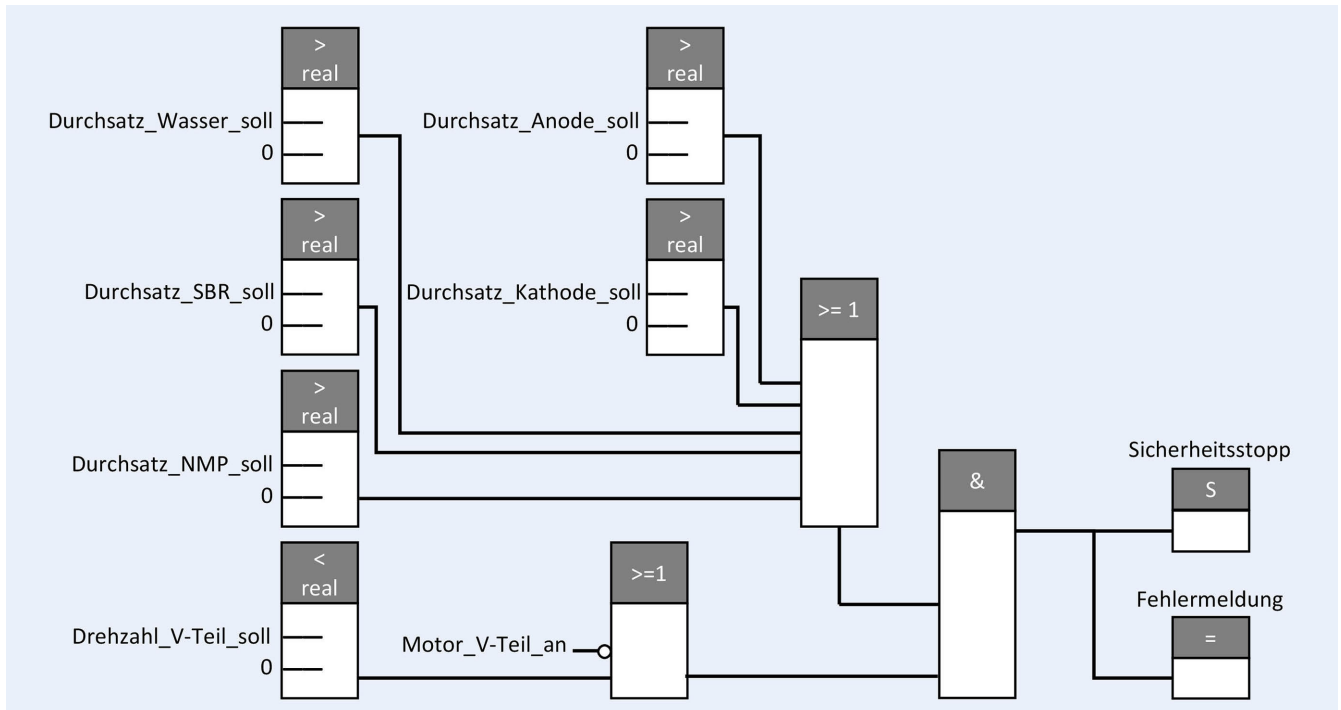 >
real
Durchsatz_Wasser_soll
0
>
real
Durchsatz_Anode_soll
0
>
real
Durchsatz_SBR_soll
0
>
real
Durchsatz_Kathode_soll
0
>= 1
>
real
Durchsatz_NMP_soll
0
&
Sicherheitsstopp
S
<
real
Drehzahl_V-Teil_soll
0
>=1
Motor_V-Teil_an
Fehlermeldung
=